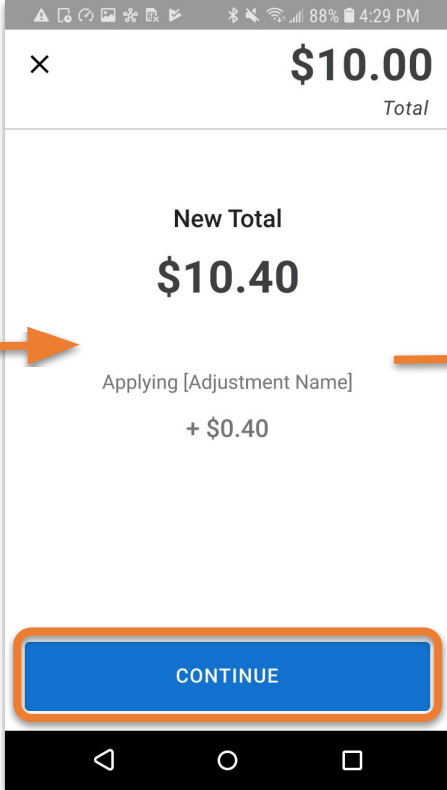 88% 4:29 PM
$10.00
Total
New Total
$10.40
Applying [Adjustment Name]
+ $0.40
CONTINUE